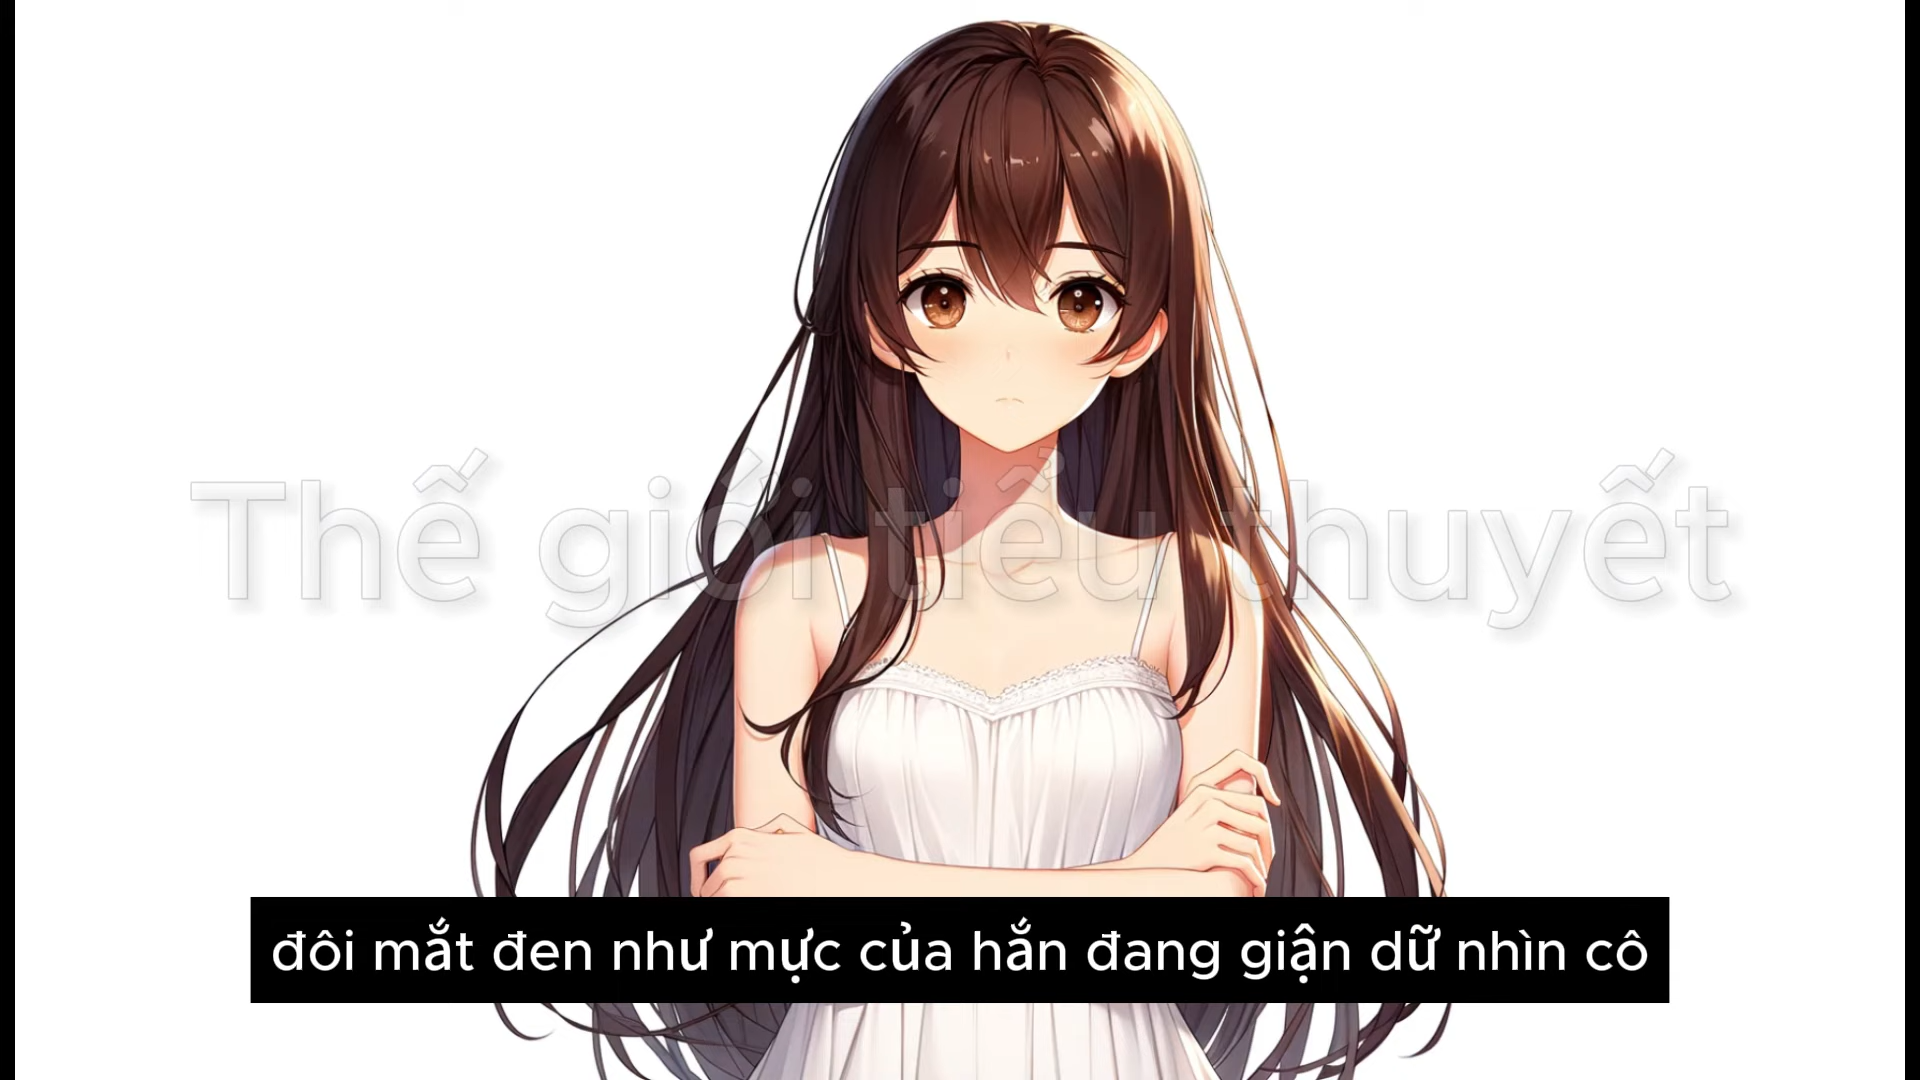 Thế giới tiểu thuyết
đôi mắt đen như mực của hắn đang giận dữ nhìn cô